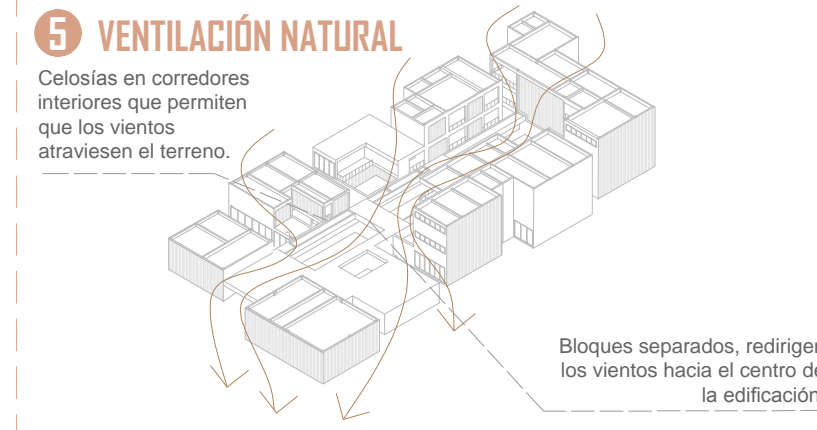 5 VENTILACIÓN NATURAL
Celosías en corredores
interiores que permiten
que los vientos
atraviesen el terreno.
Bloques separados, redirigen
los vientos hacia el centro de
la edificación